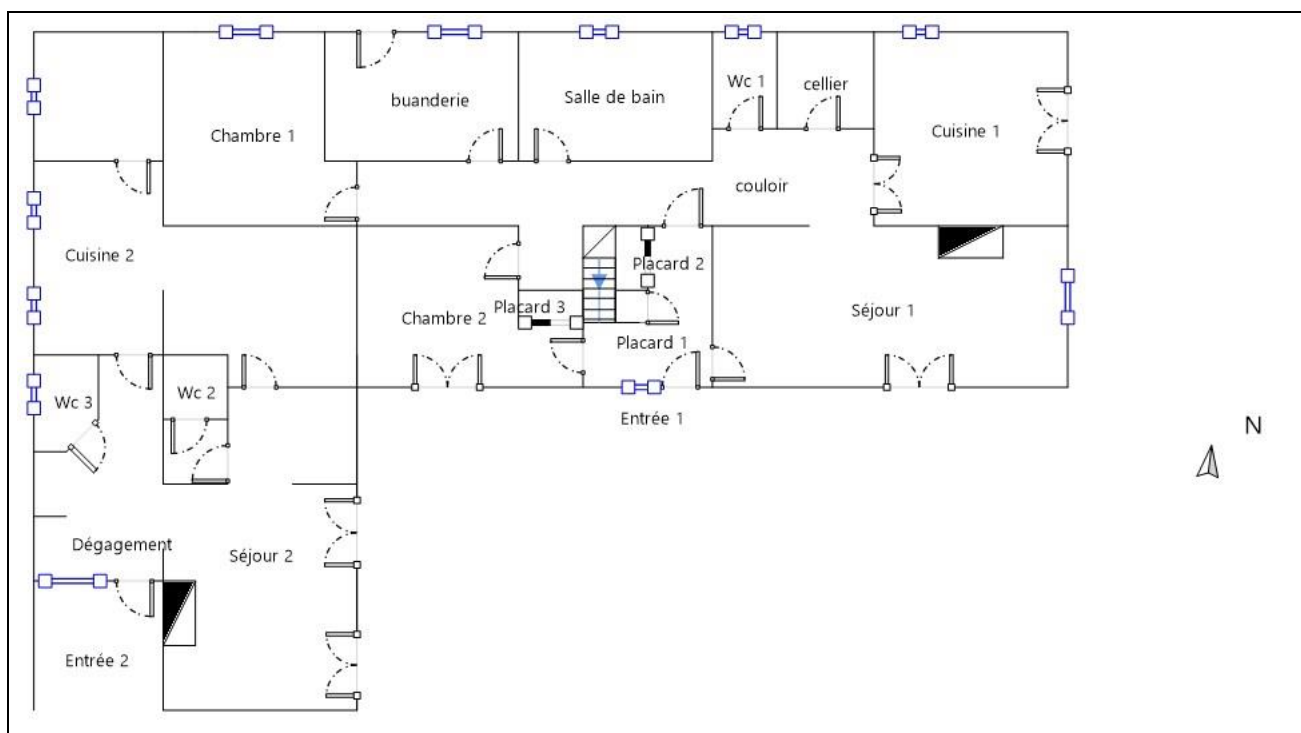 Wc 1
cellier
buanderie
Salle de bain
Chambre 1
Cuisine 1
couloir
Cuisine 2
Placard 2
Placard 3
Chambre 2
Séjour 1
Placard 1
Wc 3
Wc 2
Entrée 1
N
Dégagement
Séjour 2
Entrée 2